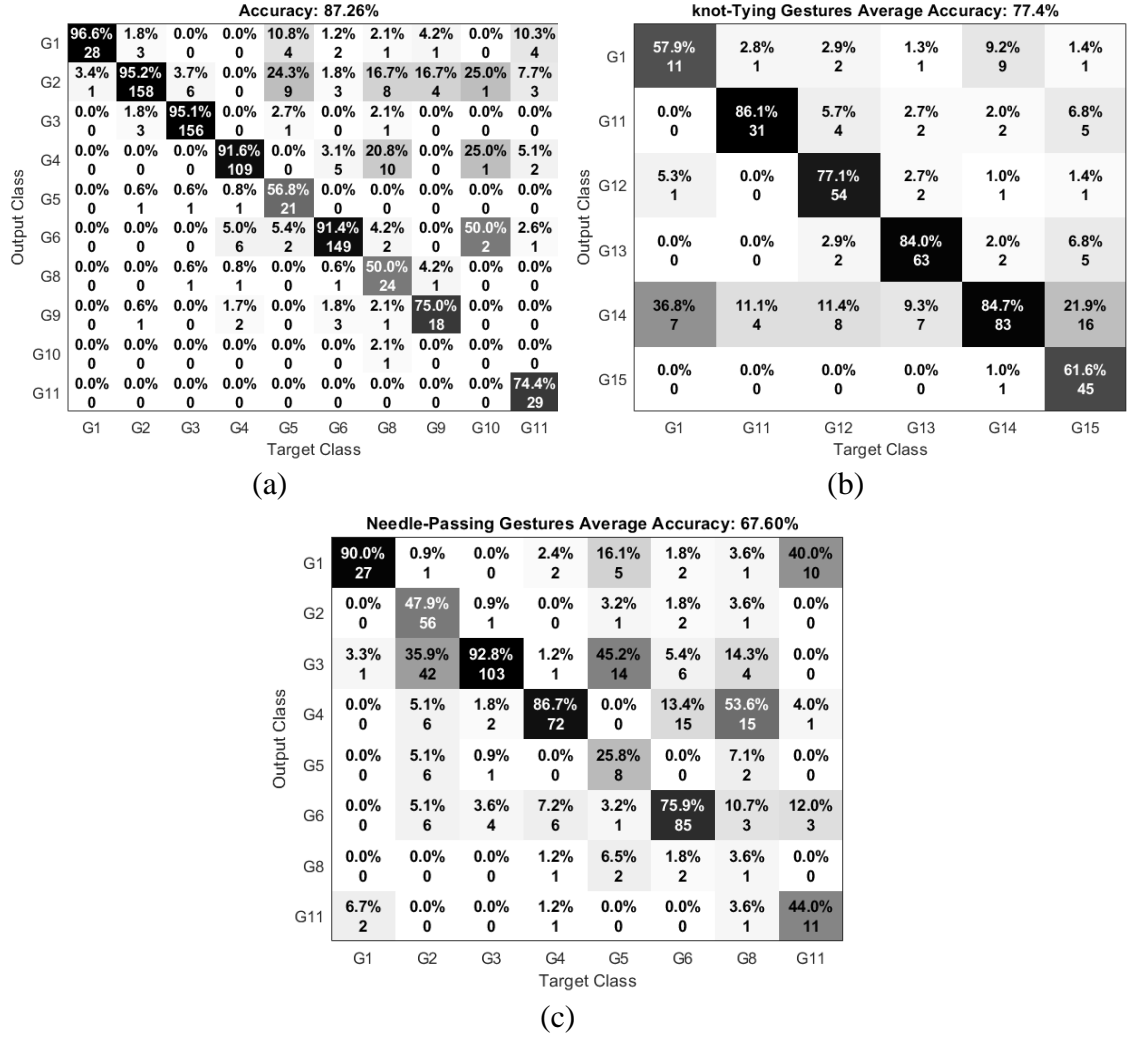 Accuracy: 87.26%
G1 96.6% 1.8% 0.0% 0.0% 10.8% 1.2% 2.1% 4.2% 0.0% 10.3%
28 3 0 0 4 2 1 1 0 4
G2 3.4% 95.2% 3.7% 0.0% 24.3% 1.8% 16.7% 16.7% 25.0% 7.7%
1 158 6 0 9 3 8 4 1 3
G3 0.0% 1.8% 95.1% 0.0% 2.7% 0.0% 2.1% 0.0% 0.0% 0.0%
0 3 156 0 1 0 1 0 0 0
G4 0.0% 0.0% 0.0% 91.6% 0.0% 3.1% 20.8% 0.0% 25.0% 5.1%
0 0 0 109 0 5 10 0 1 2
G5 0.0% 0.6% 0.6% 0.8% 56.8% 0.0% 0.0% 0.0% 0.0% 0.0%
0 1 1 1 21 0 0 0 0 0
G6 0.0% 0.0% 0.0% 5.0% 5.4% 91.4% 4.2% 0.0% 50.0% 2.6%
0 0 0 6 2 149 2 0 2 1
G8 0.0% 0.0% 0.6% 0.8% 0.0% 0.6% 50.0% 4.2% 0.0% 0.0%
0 0 1 1 0 1 24 1 0 0
G9 0.0% 0.6% 0.0% 1.7% 0.0% 1.8% 2.1% 75.0% 0.0% 0.0%
0 1 0 2 0 3 1 18 0 0
G10 0.0% 0.0% 0.0% 0.0% 0.0% 0.0% 2.1% 0.0% 0.0% 0.0%
0 0 0 0 0 0 1 0 0 0
G11 0.0% 0.0% 0.0% 0.0% 0.0% 0.0% 0.0% 0.0% 0.0% 74.4%
0 0 0 0 0 0 0 0 0 29
G1 G2 G3 G4 G5 G6 G8 G9 G10 G11
Target Class
Output Class
(a)
knot-Tying Gestures Average Accuracy: 77.4%
G1 57.9% 2.8% 2.9% 1.3% 9.2% 1.4%
11 1 2 1 9 1
G11 0.0% 86.1% 5.7% 2.7% 2.0% 6.8%
0 31 4 2 2 5
G12 5.3% 0.0% 77.1% 2.7% 1.0% 1.4%
1 0 54 2 1 1
G13 0.0% 0.0% 2.9% 84.0% 2.0% 6.8%
0 0 2 63 2 5
G14 36.8% 11.1% 11.4% 9.3% 84.7% 21.9%
7 4 8 7 83 16
G15 0.0% 0.0% 0.0% 0.0% 1.0% 61.6%
0 0 0 0 1 45
G1 G11 G12 G13 G14 G15
Target Class
Output Class
(b)
Needle-Passing Gestures Average Accuracy: 67.60%
G1 90.0% 0.9% 0.0% 2.4% 16.1% 1.8% 3.6% 40.0%
27 1 0 2 5 2 1 10
G2 0.0% 47.9% 0.9% 0.0% 3.2% 1.8% 3.6% 0.0%
0 56 1 0 1 2 1 0
G3 3.3% 35.9% 92.8% 1.2% 45.2% 5.4% 14.3% 0.0%
1 42 103 1 14 6 4 0
G4 0.0% 5.1% 1.8% 86.7% 0.0% 13.4% 53.6% 4.0%
0 6 2 72 0 15 15 1
G5 0.0% 5.1% 0.9% 0.0% 25.8% 0.0% 7.1% 0.0%
0 6 1 0 8 0 2 0
G6 0.0% 5.1% 3.6% 7.2% 3.2% 75.9% 10.7% 12.0%
0 6 4 6 1 85 3 3
G8 0.0% 0.0% 0.0% 1.2% 6.5% 1.8% 3.6% 0.0%
0 0 0 1 2 2 1 0
G11 6.7% 0.0% 0.0% 1.2% 0.0% 0.0% 3.6% 44.0%
2 0 0 1 0 0 1 11
G1 G2 G3 G4 G5 G6 G8 G11
Target Class
Output Class
(c)